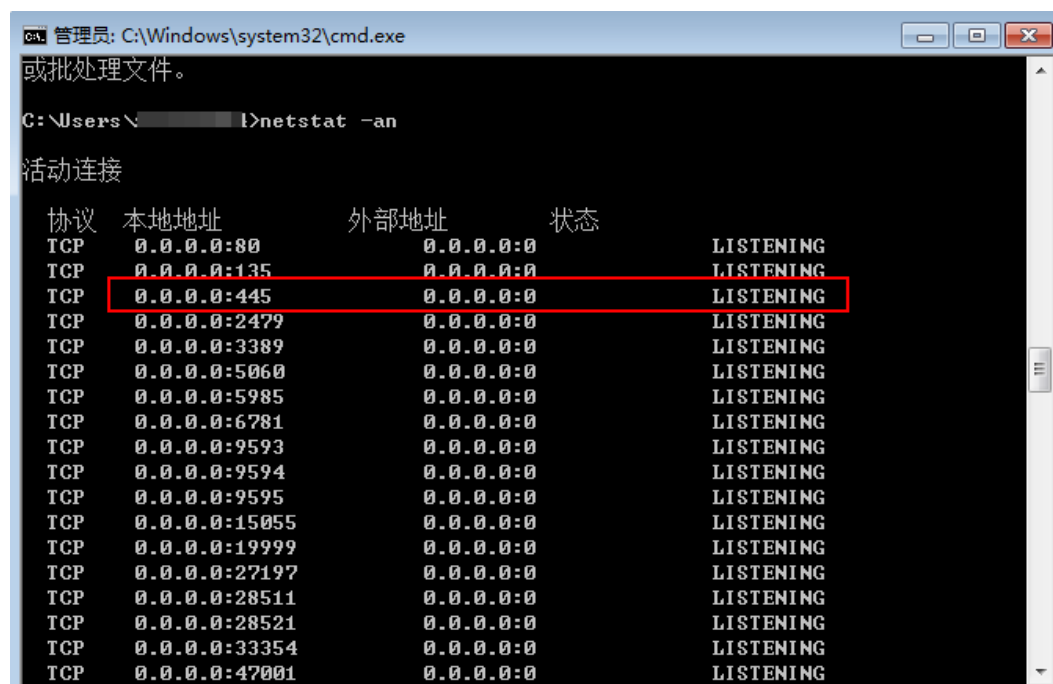 管理员: C:\Windows\system32\cmd.exe
或批处理文件。
C:\Users\ l>netstat -an
活动连接
协议 本地地址 外部地址 状态
TCP 0.0.0.0:80 0.0.0.0:0 LISTENING
TCP 0.0.0.0:135 0.0.0.0:0 LISTENING
TCP 0.0.0.0:445 0.0.0.0:0 LISTENING
TCP 0.0.0.0:2479 0.0.0.0:0 LISTENING
TCP 0.0.0.0:3389 0.0.0.0:0 LISTENING
TCP 0.0.0.0:5060 0.0.0.0:0 LISTENING
TCP 0.0.0.0:5985 0.0.0.0:0 LISTENING
TCP 0.0.0.0:6781 0.0.0.0:0 LISTENING
TCP 0.0.0.0:9593 0.0.0.0:0 LISTENING
TCP 0.0.0.0:9594 0.0.0.0:0 LISTENING
TCP 0.0.0.0:9595 0.0.0.0:0 LISTENING
TCP 0.0.0.0:15055 0.0.0.0:0 LISTENING
TCP 0.0.0.0:19999 0.0.0.0:0 LISTENING
TCP 0.0.0.0:27197 0.0.0.0:0 LISTENING
TCP 0.0.0.0:28511 0.0.0.0:0 LISTENING
TCP 0.0.0.0:28521 0.0.0.0:0 LISTENING
TCP 0.0.0.0:33354 0.0.0.0:0 LISTENING
TCP 0.0.0.0:47001 0.0.0.0:0 LISTENING